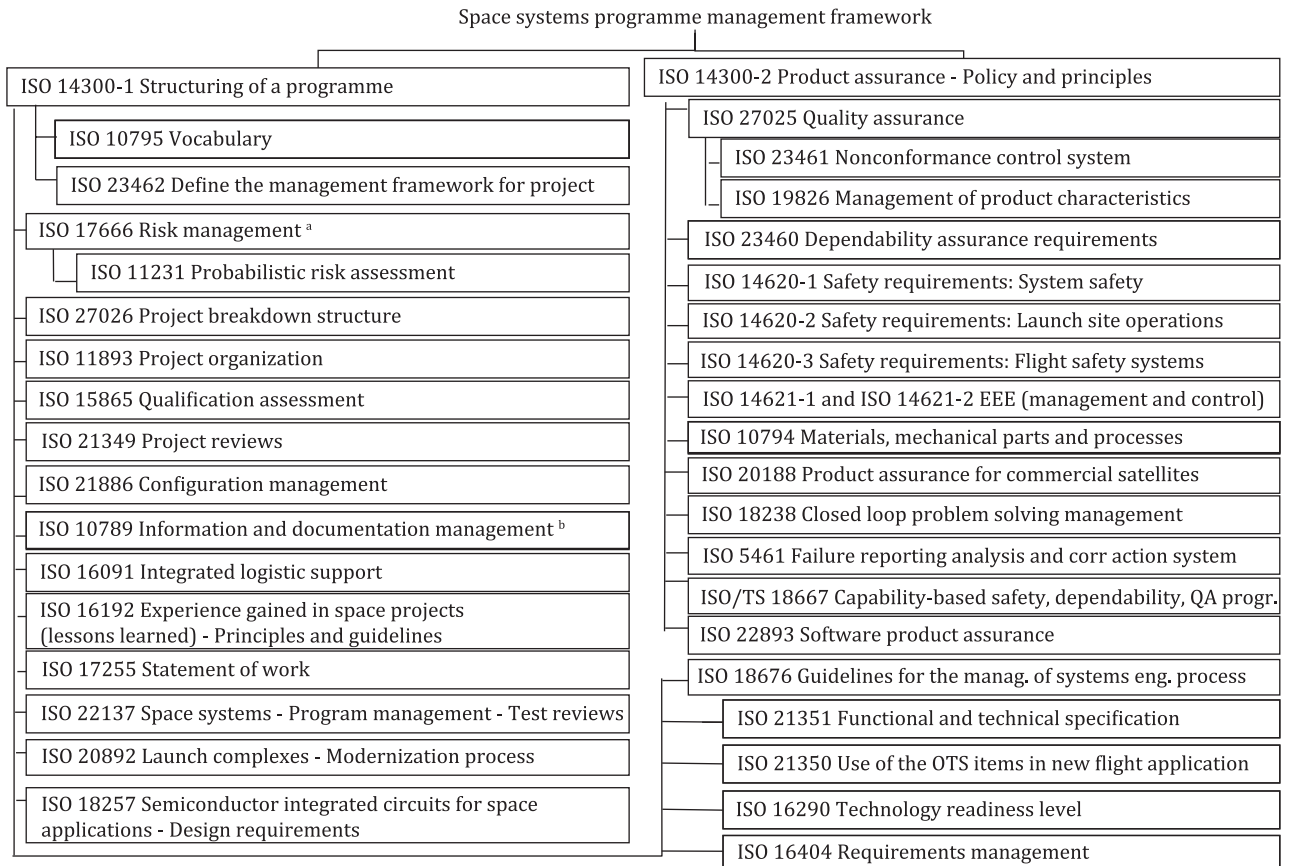 Space systems programme management framework
ISO 14300-1 Structuring of a programme
ISO 10795 Vocabulary
ISO 23462 Define the management framework for project
ISO 17666 Risk management ᵃ
ISO 11231 Probabilistic risk assessment
ISO 27026 Project breakdown structure
ISO 11893 Project organization
ISO 15865 Qualification assessment
ISO 21349 Project reviews
ISO 21886 Configuration management
ISO 10789 Information and documentation management ᵇ
ISO 16091 Integrated logistic support
ISO 16192 Experience gained in space projects
(lessons learned) - Principles and guidelines
ISO 17255 Statement of work
ISO 22137 Space systems - Program management - Test reviews
ISO 20892 Launch complexes - Modernization process
ISO 18257 Semiconductor integrated circuits for space
applications - Design requirements
ISO 14300-2 Product assurance - Policy and principles
ISO 27025 Quality assurance
ISO 23461 Nonconformance control system
ISO 19826 Management of product characteristics
ISO 23460 Dependability assurance requirements
ISO 14620-1 Safety requirements: System safety
ISO 14620-2 Safety requirements: Launch site operations
ISO 14620-3 Safety requirements: Flight safety systems
ISO 14621-1 and ISO 14621-2 EEE (management and control)
ISO 10794 Materials, mechanical parts and processes
ISO 20188 Product assurance for commercial satellites
ISO 18238 Closed loop problem solving management
ISO 5461 Failure reporting analysis and corr action system
ISO/TS 18667 Capability-based safety, dependability, QA progr.
ISO 22893 Software product assurance
ISO 18676 Guidelines for the manag. of systems eng. process
ISO 21351 Functional and technical specification
ISO 21350 Use of the OTS items in new flight application
ISO 16290 Technology readiness level
ISO 16404 Requirements management